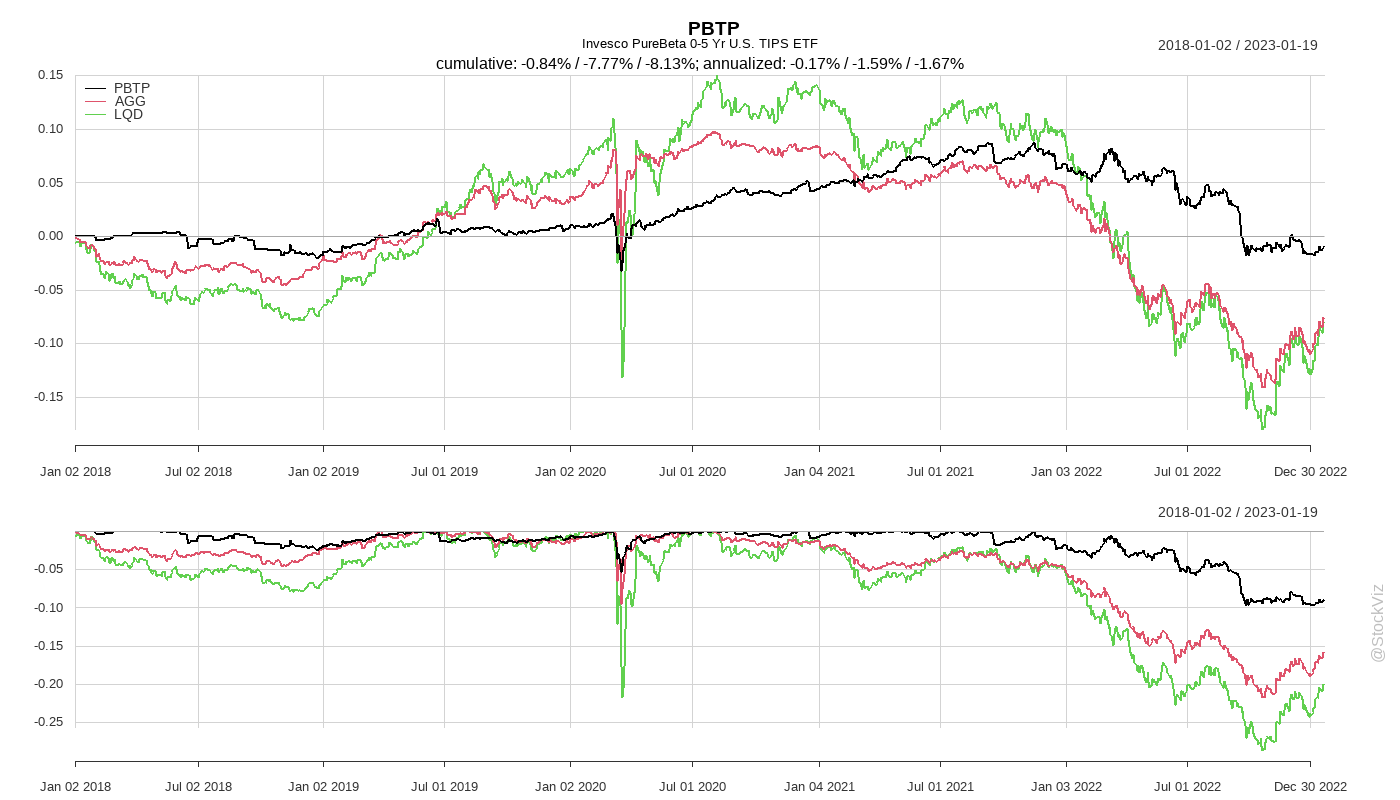 PBTP
Invesco PureBeta 0-5 Yr U.S. TIPS ETF
2018-01-02 / 2023-01-19
cumulative: -0.84% / -7.77% / -8.13%; annualized: -0.17% / -1.59% / -1.67%
0.15
0.10
0.05
0.00
-0.05
-0.10
-0.15
PBTP
AGG
LQD
Jan 02 2018 Jul 02 2018 Jan 02 2019 Jul 01 2019 Jan 02 2020 Jul 01 2020 Jan 04 2021 Jul 01 2021 Jan 03 2022 Jul 01 2022 Dec 30 2022
2018-01-02 / 2023-01-19
-0.05
-0.10
-0.15
-0.20
-0.25
Jan 02 2018 Jul 02 2018 Jan 02 2019 Jul 01 2019 Jan 02 2020 Jul 01 2020 Jan 04 2021 Jul 01 2021 Jan 03 2022 Jul 01 2022 Dec 30 2022
@StockViz